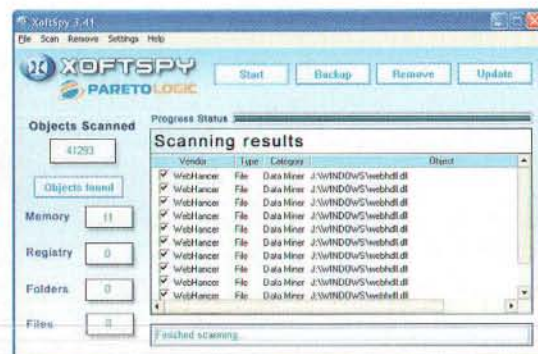 XoftSpy 3.41
File Scan Remove Settings Help
XOFTSPY
PARETOLOGIC
Start Backup Remove Update
Objects Scanned
41293
Objects found
Memory 11
Registry 0
Folders 0
Files 0
Progress Status
Scanning results
Vendor Type Category Object
WebHancer File Data Miner J:\WINDOWS\webhdll.dll
WebHancer File Data Miner J:\WINDOWS\webhdll.dll
WebHancer File Data Miner J:\WINDOWS\webhdll.dll
WebHancer File Data Miner J:\WINDOWS\webhdll.dll
WebHancer File Data Miner J:\WINDOWS\webhdll.dll
WebHancer File Data Miner J:\WINDOWS\webhdll.dll
WebHancer File Data Miner J:\WINDOWS\webhdll.dll
WebHancer File Data Miner J:\WINDOWS\webhdll.dll
WebHancer File Data Miner J:\WINDOWS\webhdll.dll
WebHancer File Data Miner J:\WINDOWS\webhdll.dll
Finished scanning